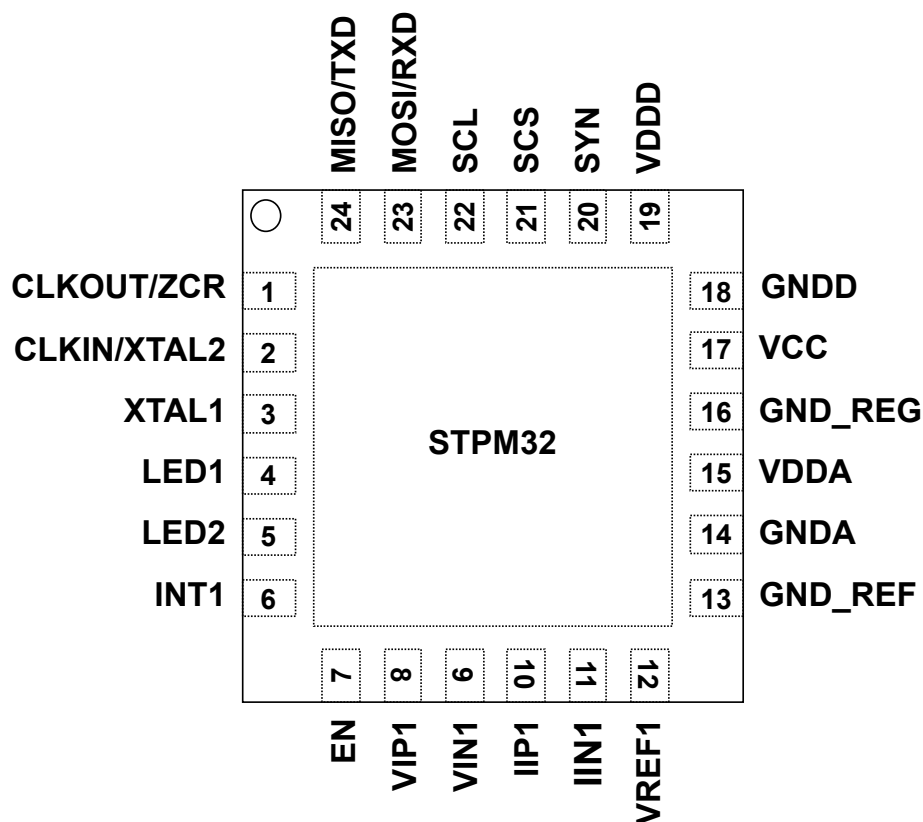 MISO/TXD
MOSI/RXD
SCL
SCS
SYN
VDDD
24
23
22
21
20
19
CLKOUT/ZCR 1
CLKIN/XTAL2 2
XTAL1 3
LED1 4
LED2 5
INT1 6
STPM32
18 GNDD
17 VCC
16 GND_REG
15 VDDA
14 GNDA
13 GND_REF
7
8
9
10
11
12
EN
VIP1
VIN1
IIP1
IIN1
VREF1